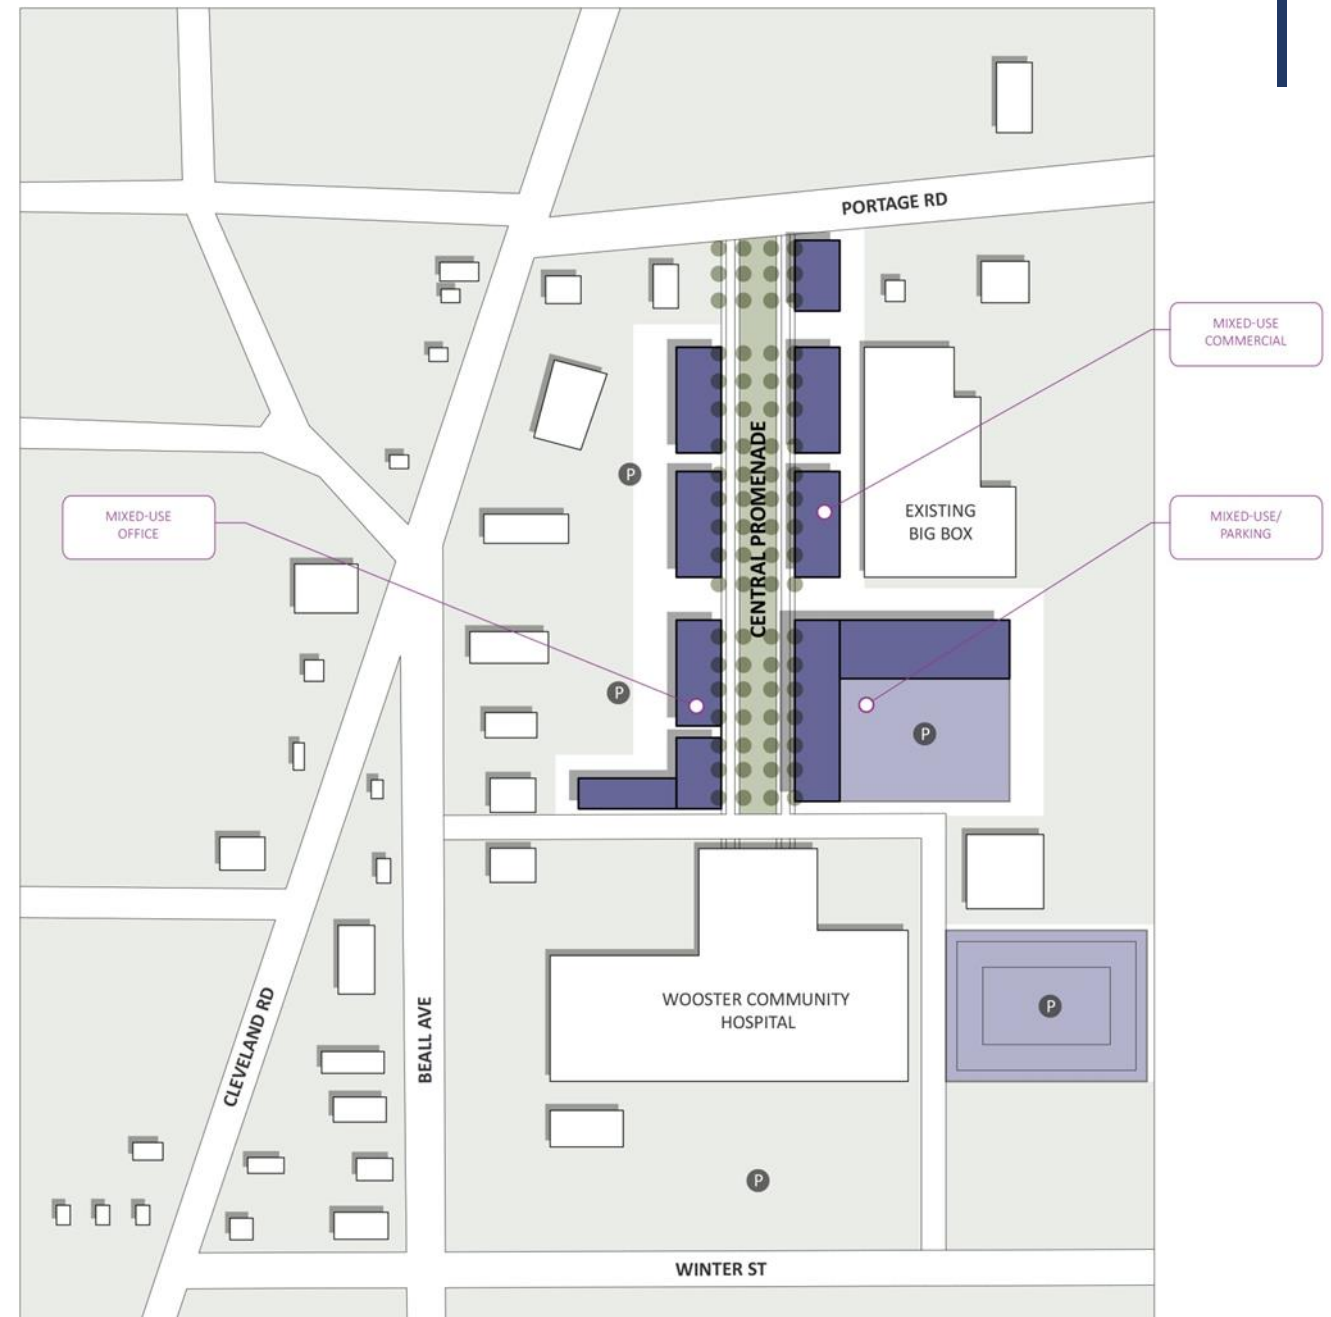 PORTAGE RD
MIXED-USE
COMMERCIAL
CENTRAL PROMENADE
P
EXISTING
BIG BOX
MIXED-USE
OFFICE
MIXED-USE/
PARKING
P
P
WOOSTER COMMUNITY
HOSPITAL
P
CLEVELAND RD
BEALL AVE
P
WINTER ST